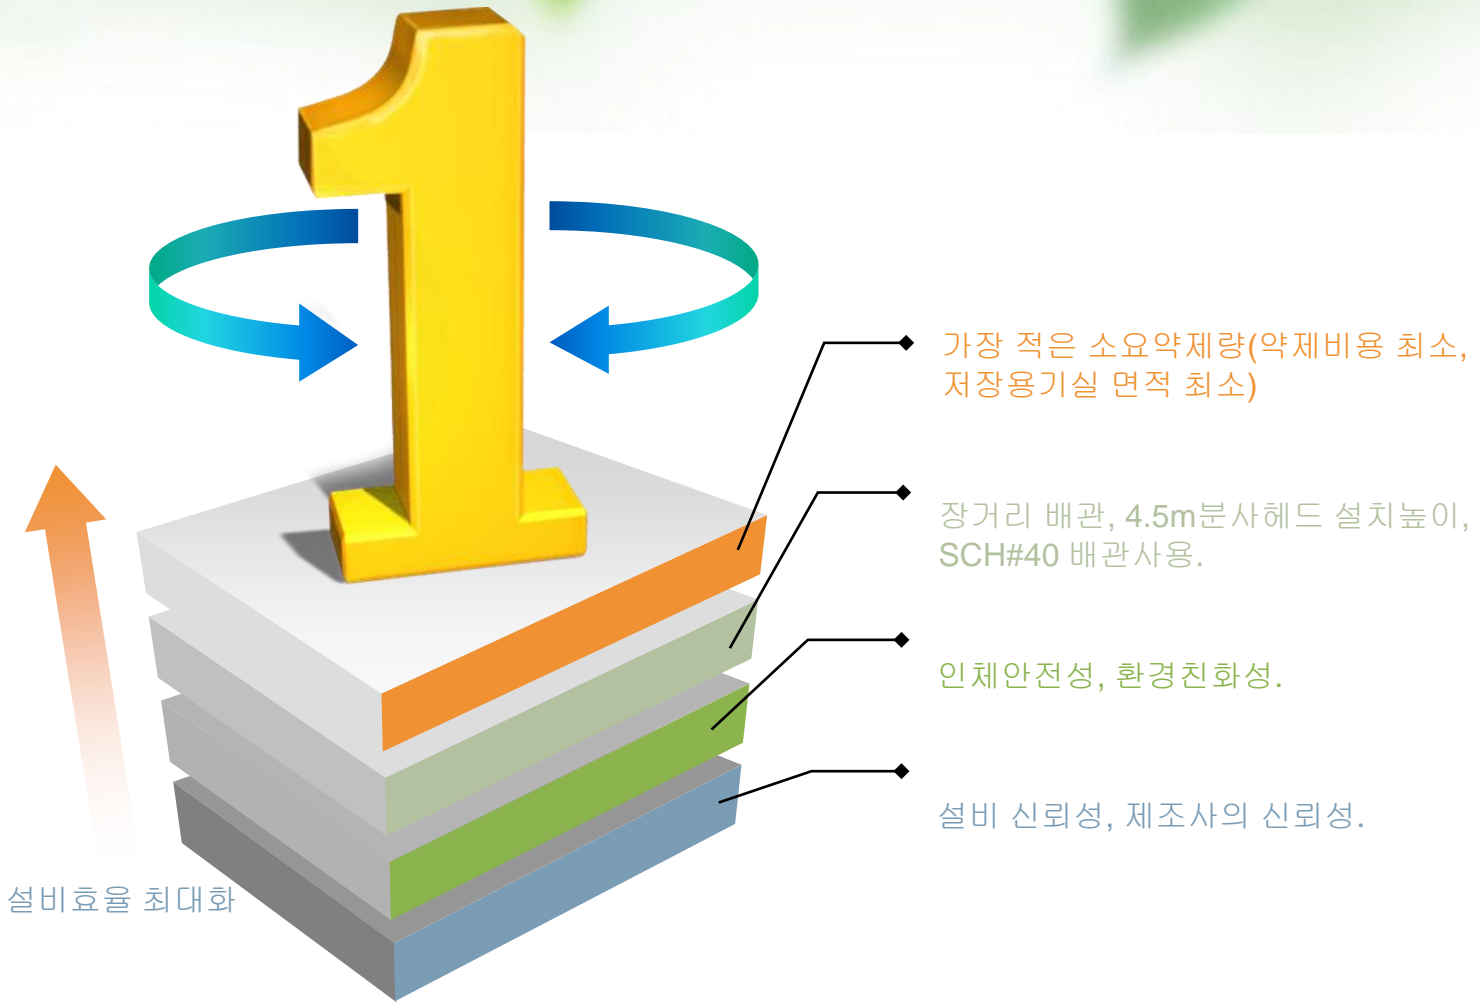 1
가장 적은 소요약제량(약제비용 최소,
저장용기실 면적 최소)
장거리 배관, 4.5m분사헤드 설치높이,
SCH#40 배관사용.
인체안전성, 환경친화성.
설비 신뢰성, 제조사의 신뢰성.
설비효율 최대화